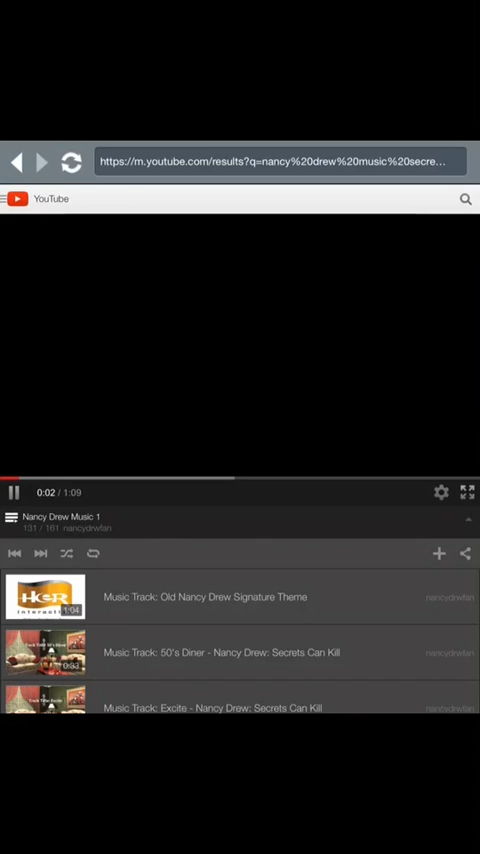 https://m.youtube.com/results?q=nancy%20drew%20music%20secre...
YouTube
0:02 / 1:09
Nancy Drew Music 1
131 / 161 nancydrwfan
HeR
interactive
1:04
Music Track: Old Nancy Drew Signature Theme
nancydrwfan
0:33
Music Track: 50's Diner - Nancy Drew: Secrets Can Kill
nancydrwfan
Music Track: Excite - Nancy Drew: Secrets Can Kill
nancydrwfan